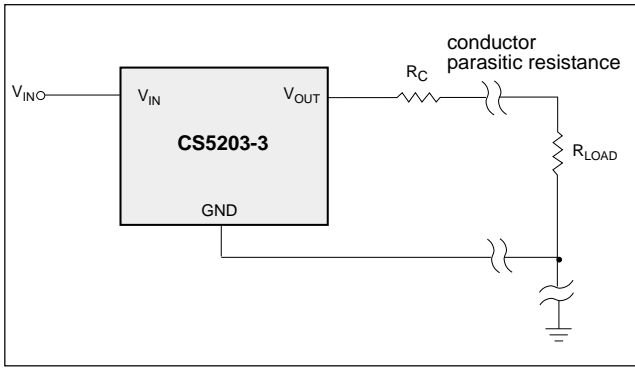 conductor
parasitic resistance
R_C
V_IN
V_IN
V_OUT
CS5203-3
R_LOAD
GND